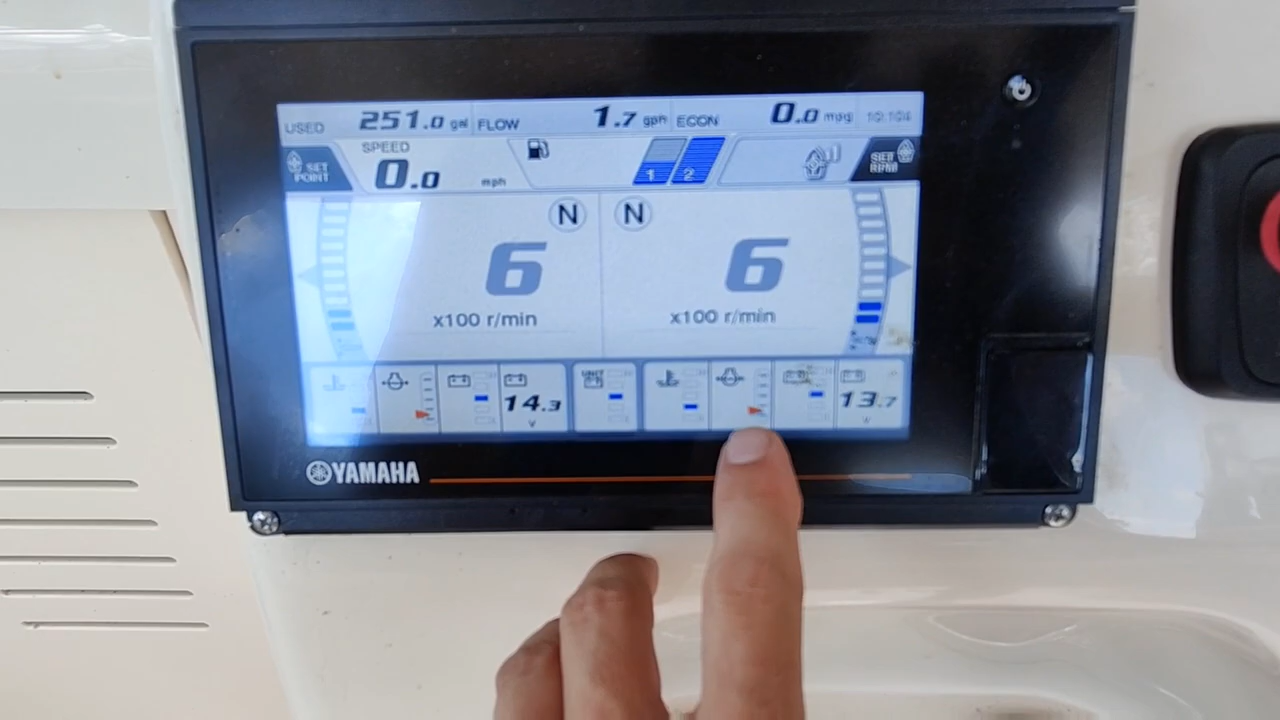 USED 251.0 gal FLOW 1.7 gph ECON 0.0 mpg
SET POINT
SPEED
0.0 mph
1 2
SET RPM
N N
6 6
x100 r/min x100 r/min
14.3 V
UNIT
13.7 V
YAMAHA